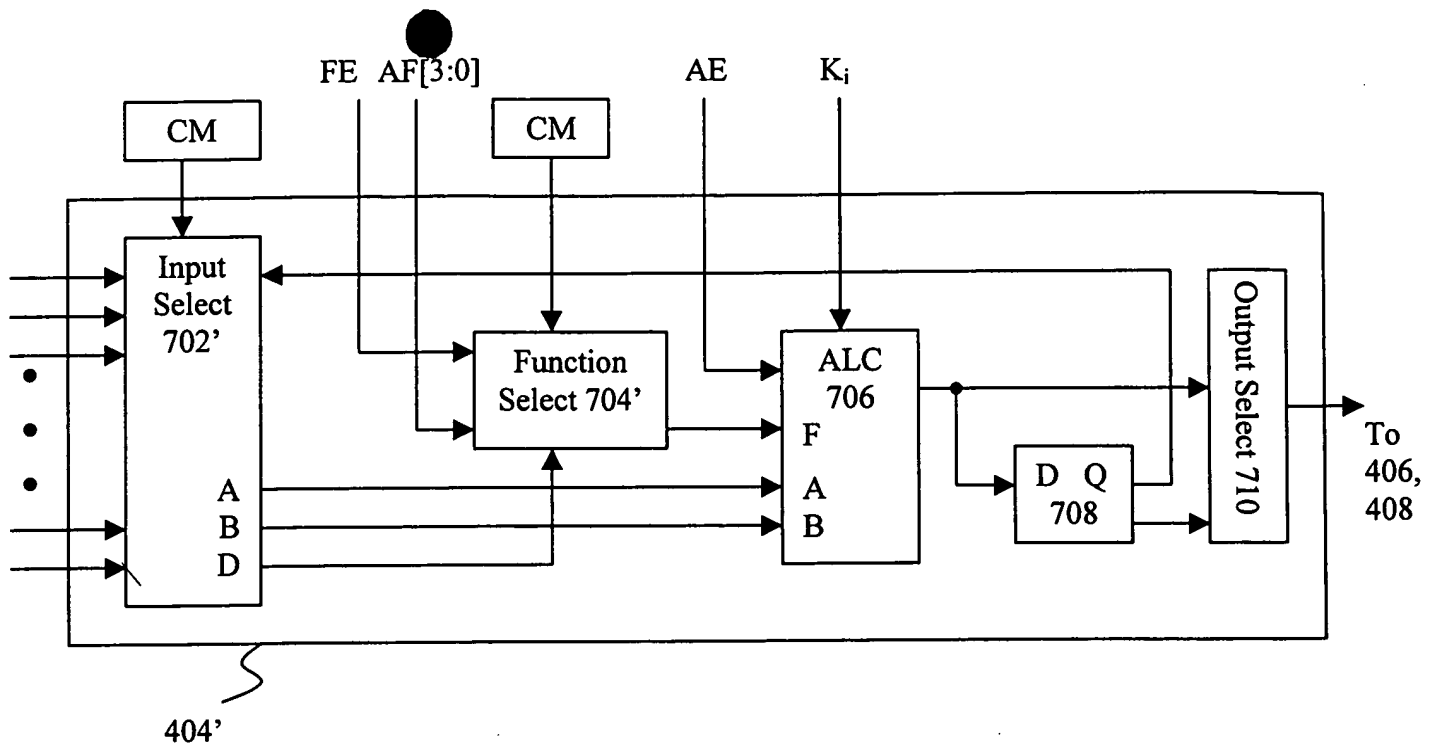 FE AF[3:0] AE Ki
CM
CM
Input
Select
702’
Function
Select 704’
ALC
706
F
A
B
A
B
D
D Q
708
Output Select 710
To
406,
408
404’